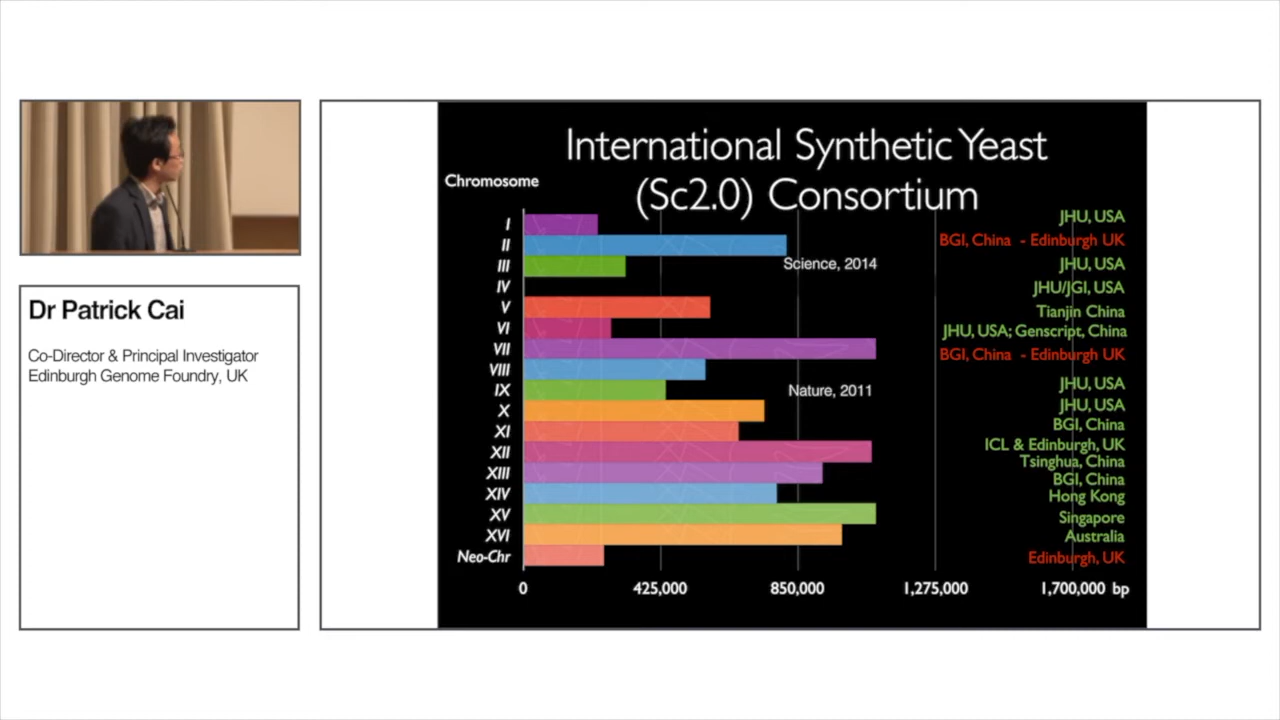 International Synthetic Yeast
(Sc2.0) Consortium
Chromosome
I
II
III
IV
V
VI
VII
VIII
IX
X
XI
XII
XIII
XIV
XV
XVI
Neo-Chr
Science, 2014
Nature, 2011
JHU, USA
BGI, China - Edinburgh UK
JHU, USA
JHU/JGI, USA
Tianjin China
JHU, USA; Genscript, China
BGI, China - Edinburgh UK
JHU, USA
JHU, USA
BGI, China
ICL & Edinburgh, UK
Tsinghua, China
BGI, China
Hong Kong
Singapore
Australia
Edinburgh, UK
0
425,000
850,000
1,275,000
1,700,000 bp
Dr Patrick Cai
Co-Director & Principal Investigator
Edinburgh Genome Foundry, UK